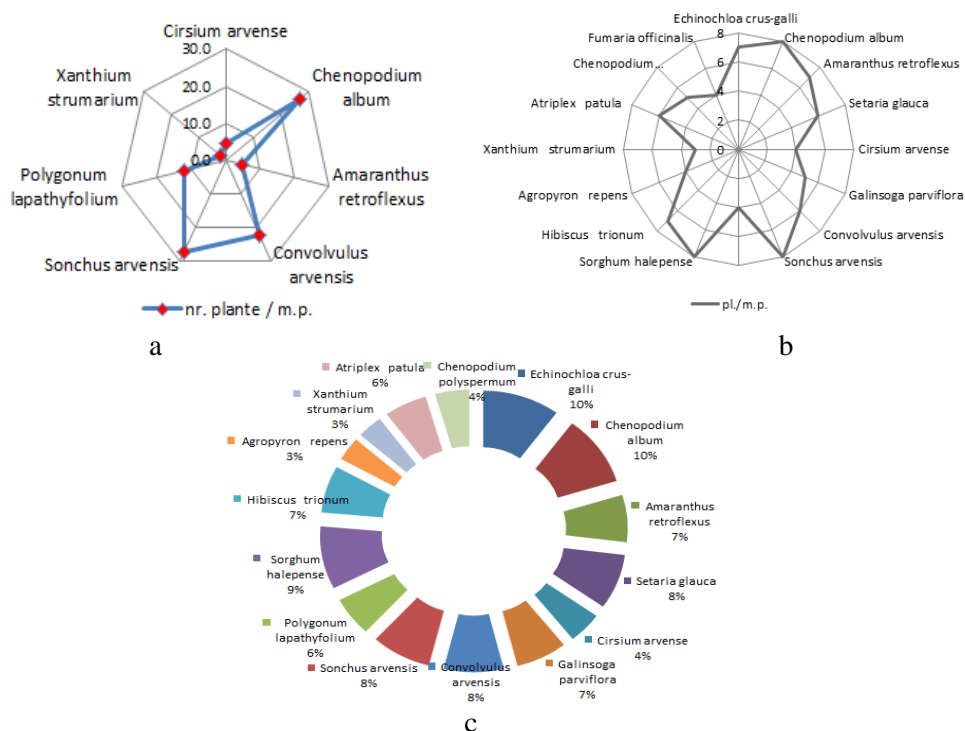 Cirsium arvense
30.0
20.0
10.0
0.0
Chenopodium
album
Amaranthus
retroflexus
Convolvulus
arvensis
Sonchus arvensis
Polygonum
lapathyfolium
Xanthium
strumarium
nr. plante / m.p.
a
Echinochloa crus-galli
8
6
4
2
0
Chenopodium album
Amaranthus retroflexus
Setaria glauca
Cirsium arvense
Galinsoga parviflora
Convolvulus arvensis
Sonchus arvensis
Sorghum halepense
Hibiscus trionum
Agropyron repens
Xanthium strumarium
Atriplex patula
Chenopodium...
Fumaria officinalis
pl./m.p.
b
Echinochloa crus-
galli
10%
Chenopodium
album
10%
Amaranthus
retroflexus
7%
Setaria glauca
8%
Cirsium arvense
4%
Galinsoga
parviflora
7%
Convolvulus
arvensis
8%
Sonchus arvensis
8%
Polygonum
lapathyfolium
6%
Sorghum
halepense
9%
Hibiscus trionum
7%
Agropyron repens
3%
Xanthium
strumarium
3%
Atriplex patula
6%
Chenopodium
polyspermum
4%
c